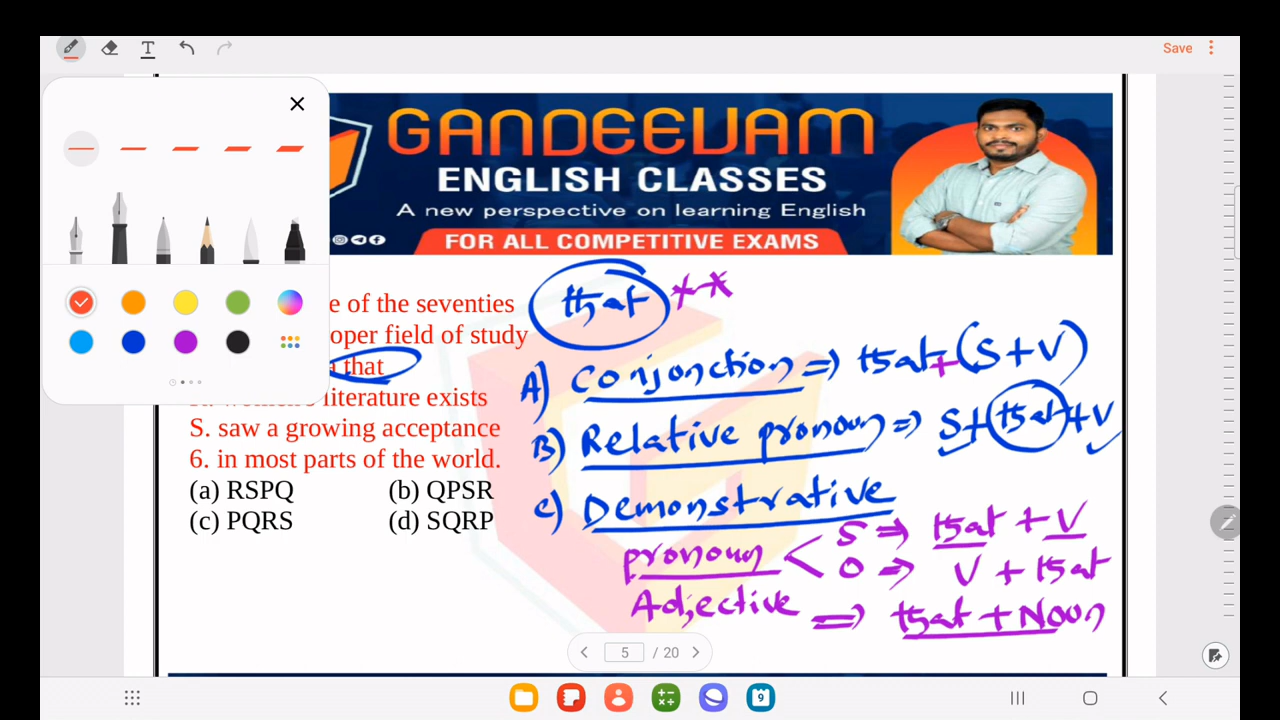 Save
GANDEEVAM
ENGLISH CLASSES
A new perspective on learning English
FOR ALL COMPETITIVE EXAMS
e of the seventies
oper field of study
that
literature exists
S. saw a growing acceptance
6. in most parts of the world.
(a) RSPQ (b) QPSR
(c) PQRS (d) SQRP
that **
A) Conjonction => that + (S+V)
B) Relative pronoun => S+that+V
c) Demonstrative
pronoun < S => that + V
O => V + that
Adjective => that + Noun
5 / 20
9